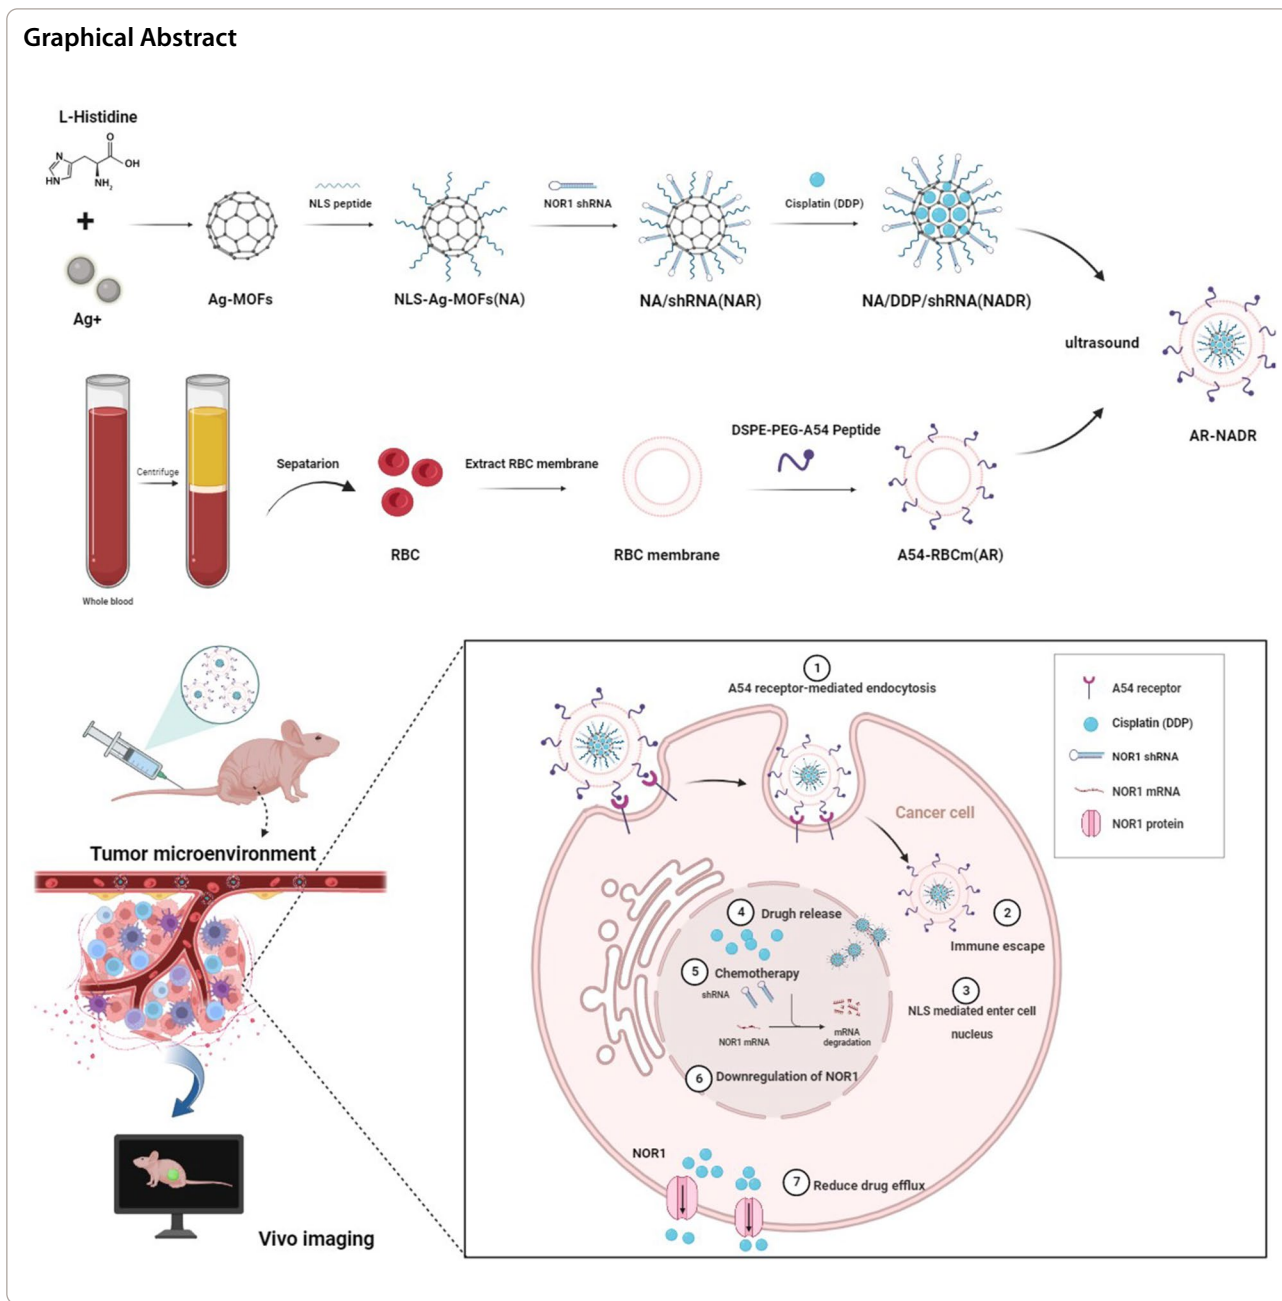 Graphical Abstract
L-Histidine
N
HN
O
OH
NH2
+
Ag+
Ag-MOFs
NLS peptide
NLS-Ag-MOFs(NA)
NOR1 shRNA
NA/shRNA(NAR)
Cisplatin (DDP)
NA/DDP/shRNA(NADR)
ultrasound
AR-NADR
Centrifuge
Whole blood
Sepatarion
RBC
Extract RBC membrane
RBC membrane
DSPE-PEG-A54 Peptide
A54-RBCm(AR)
Tumor microenvironment
Vivo imaging
1
A54 receptor-mediated endocytosis
A54 receptor
Cisplatin (DDP)
NOR1 shRNA
NOR1 mRNA
NOR1 protein
Cancer cell
2
Immune escape
3
NLS mediated enter cell
nucleus
4 Drugh release
5 Chemotherapy
shRNA
NOR1 mRNA
mRNA
degradation
6 Downregulation of NOR1
NOR1
7 Reduce drug efflux